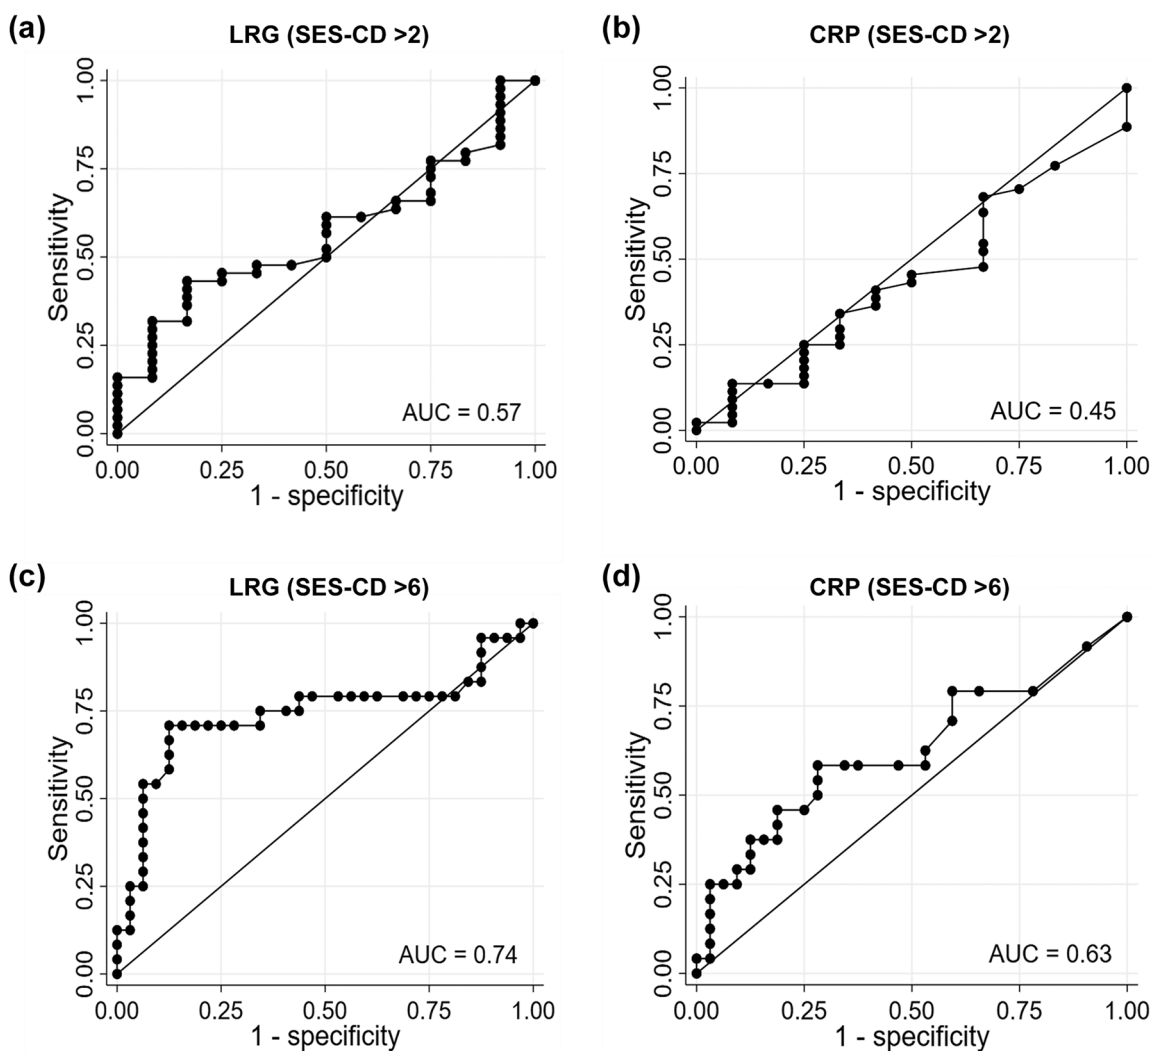 (a)
LRG (SES-CD >2)
1.00
0.75
0.50
0.25
0.00
Sensitivity
AUC = 0.57
0.00 0.25 0.50 0.75 1.00
1 - specificity
(b)
CRP (SES-CD >2)
1.00
0.75
0.50
0.25
0.00
Sensitivity
AUC = 0.45
0.00 0.25 0.50 0.75 1.00
1 - specificity
(c)
LRG (SES-CD >6)
1.00
0.75
0.50
0.25
0.00
Sensitivity
AUC = 0.74
0.00 0.25 0.50 0.75 1.00
1 - specificity
(d)
CRP (SES-CD >6)
1.00
0.75
0.50
0.25
0.00
Sensitivity
AUC = 0.63
0.00 0.25 0.50 0.75 1.00
1 - specificity